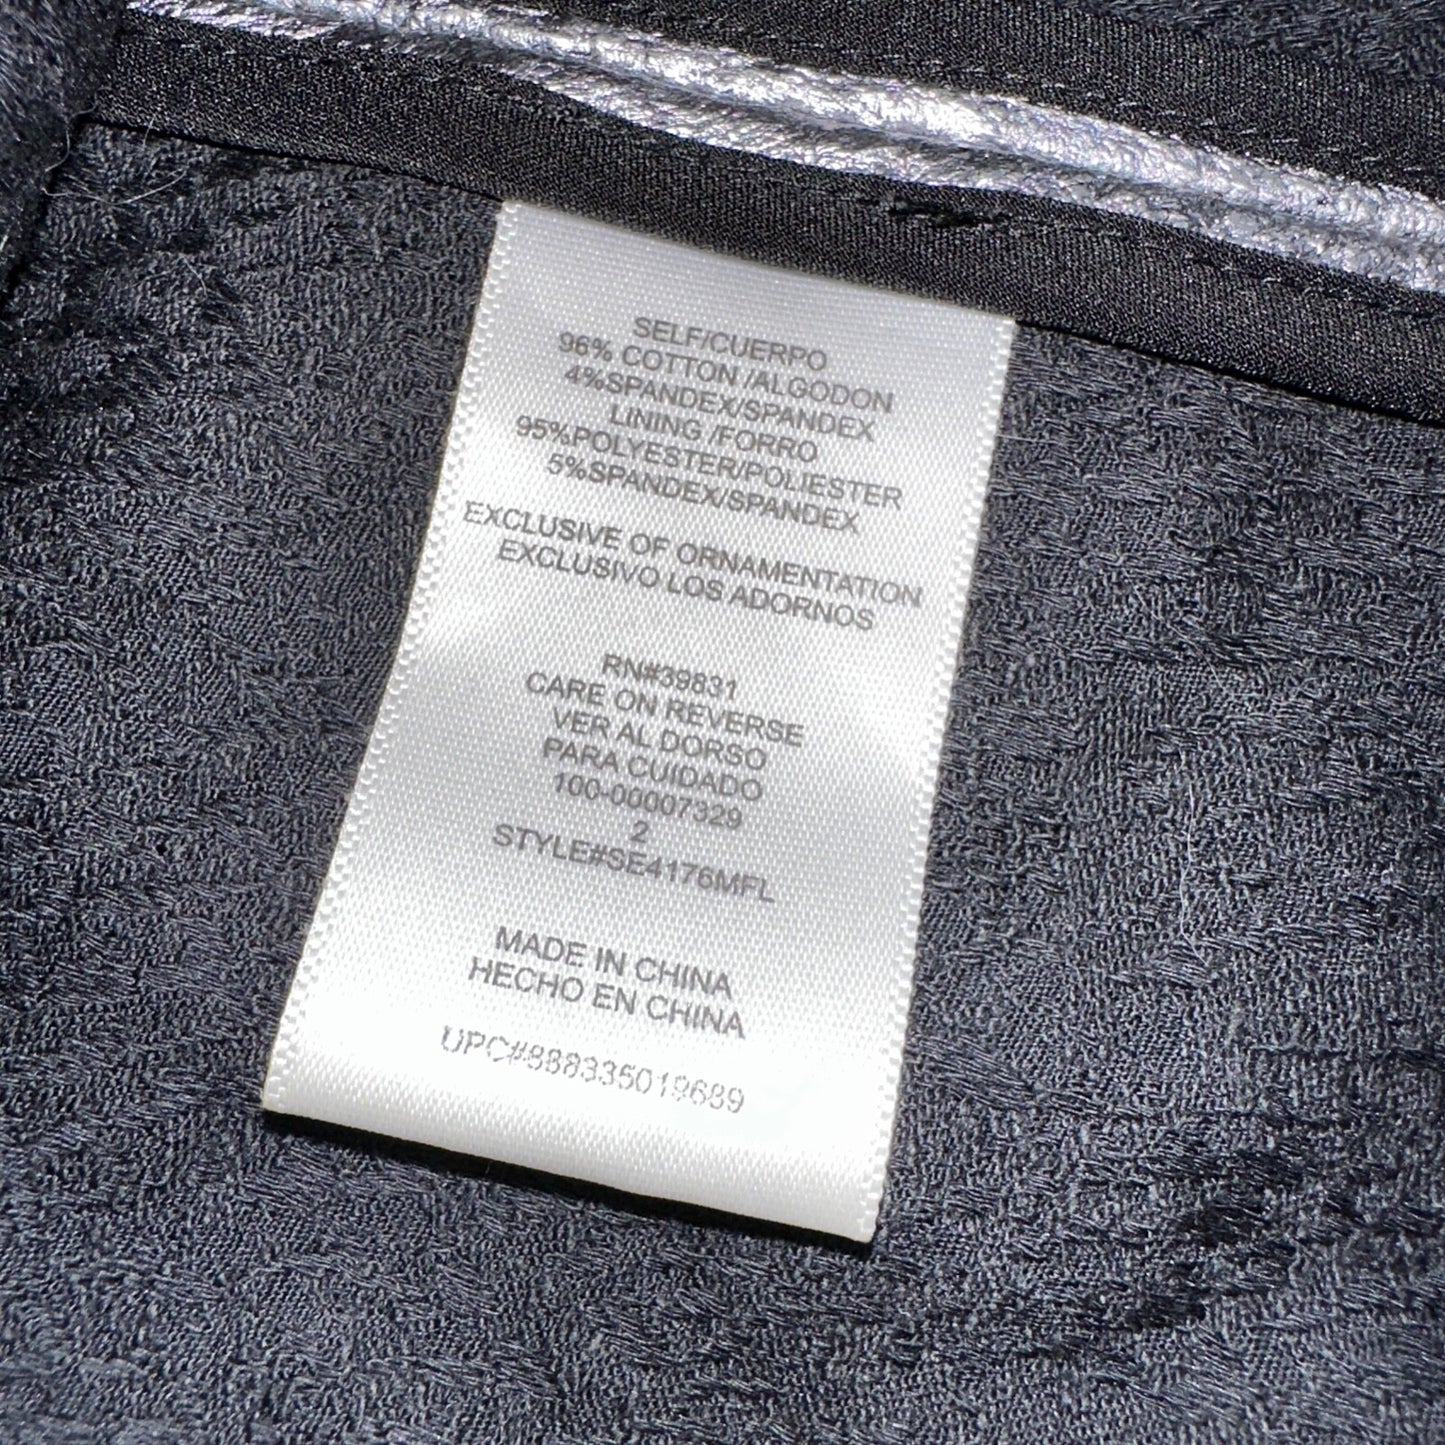 SELF/CUERPO
96% COTTON /ALGODON
4%SPANDEX/SPANDEX
LINING /FORRO
95%POLYESTER/POLIESTER
5%SPANDEX/SPANDEX
EXCLUSIVE OF ORNAMENTATION
EXCLUSIVO LOS ADORNOS
RN#39831
CARE ON REVERSE
VER AL DORSO
PARA CUIDADO
100-00007329
2
STYLE#SE4176MFL
MADE IN CHINA
HECHO EN CHINA
UPC#888335019689